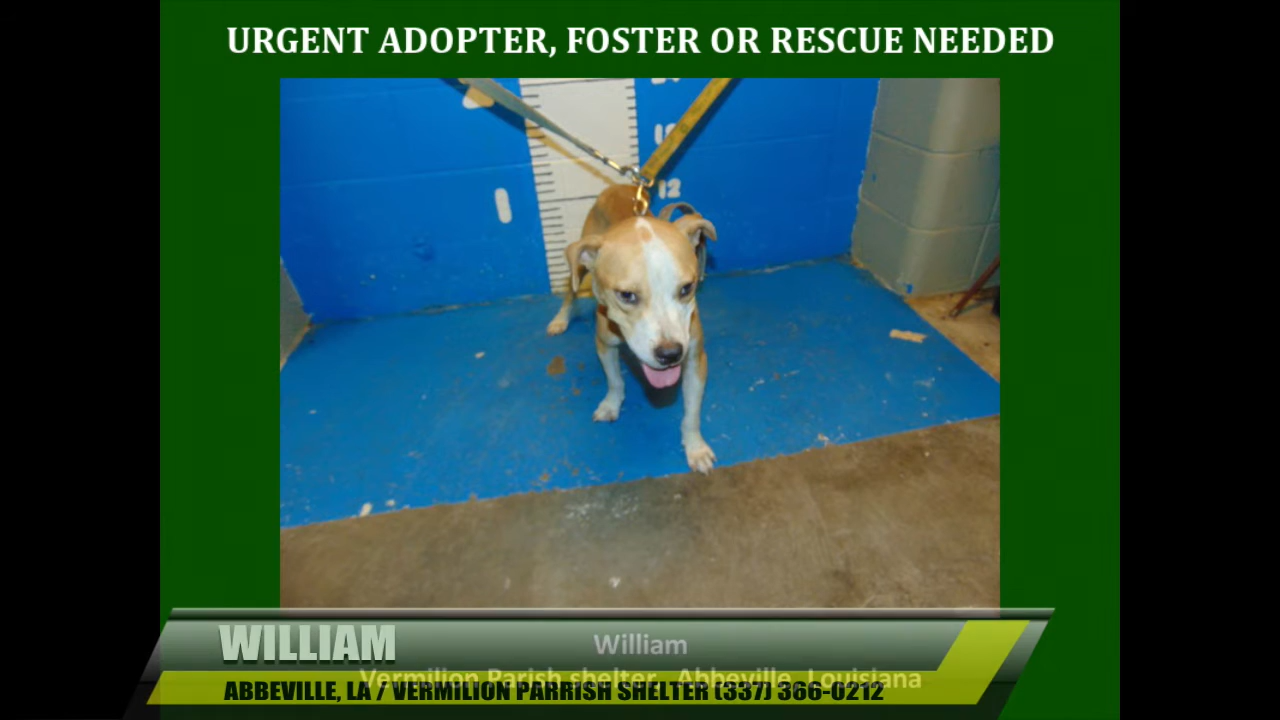 URGENT ADOPTER, FOSTER OR RESCUE NEEDED
12
WILLIAM
William
Vermilion Parish shelter, Abbeville, Louisiana
ABBEVILLE, LA / VERMILION PARRISH SHELTER (337) 366-0212